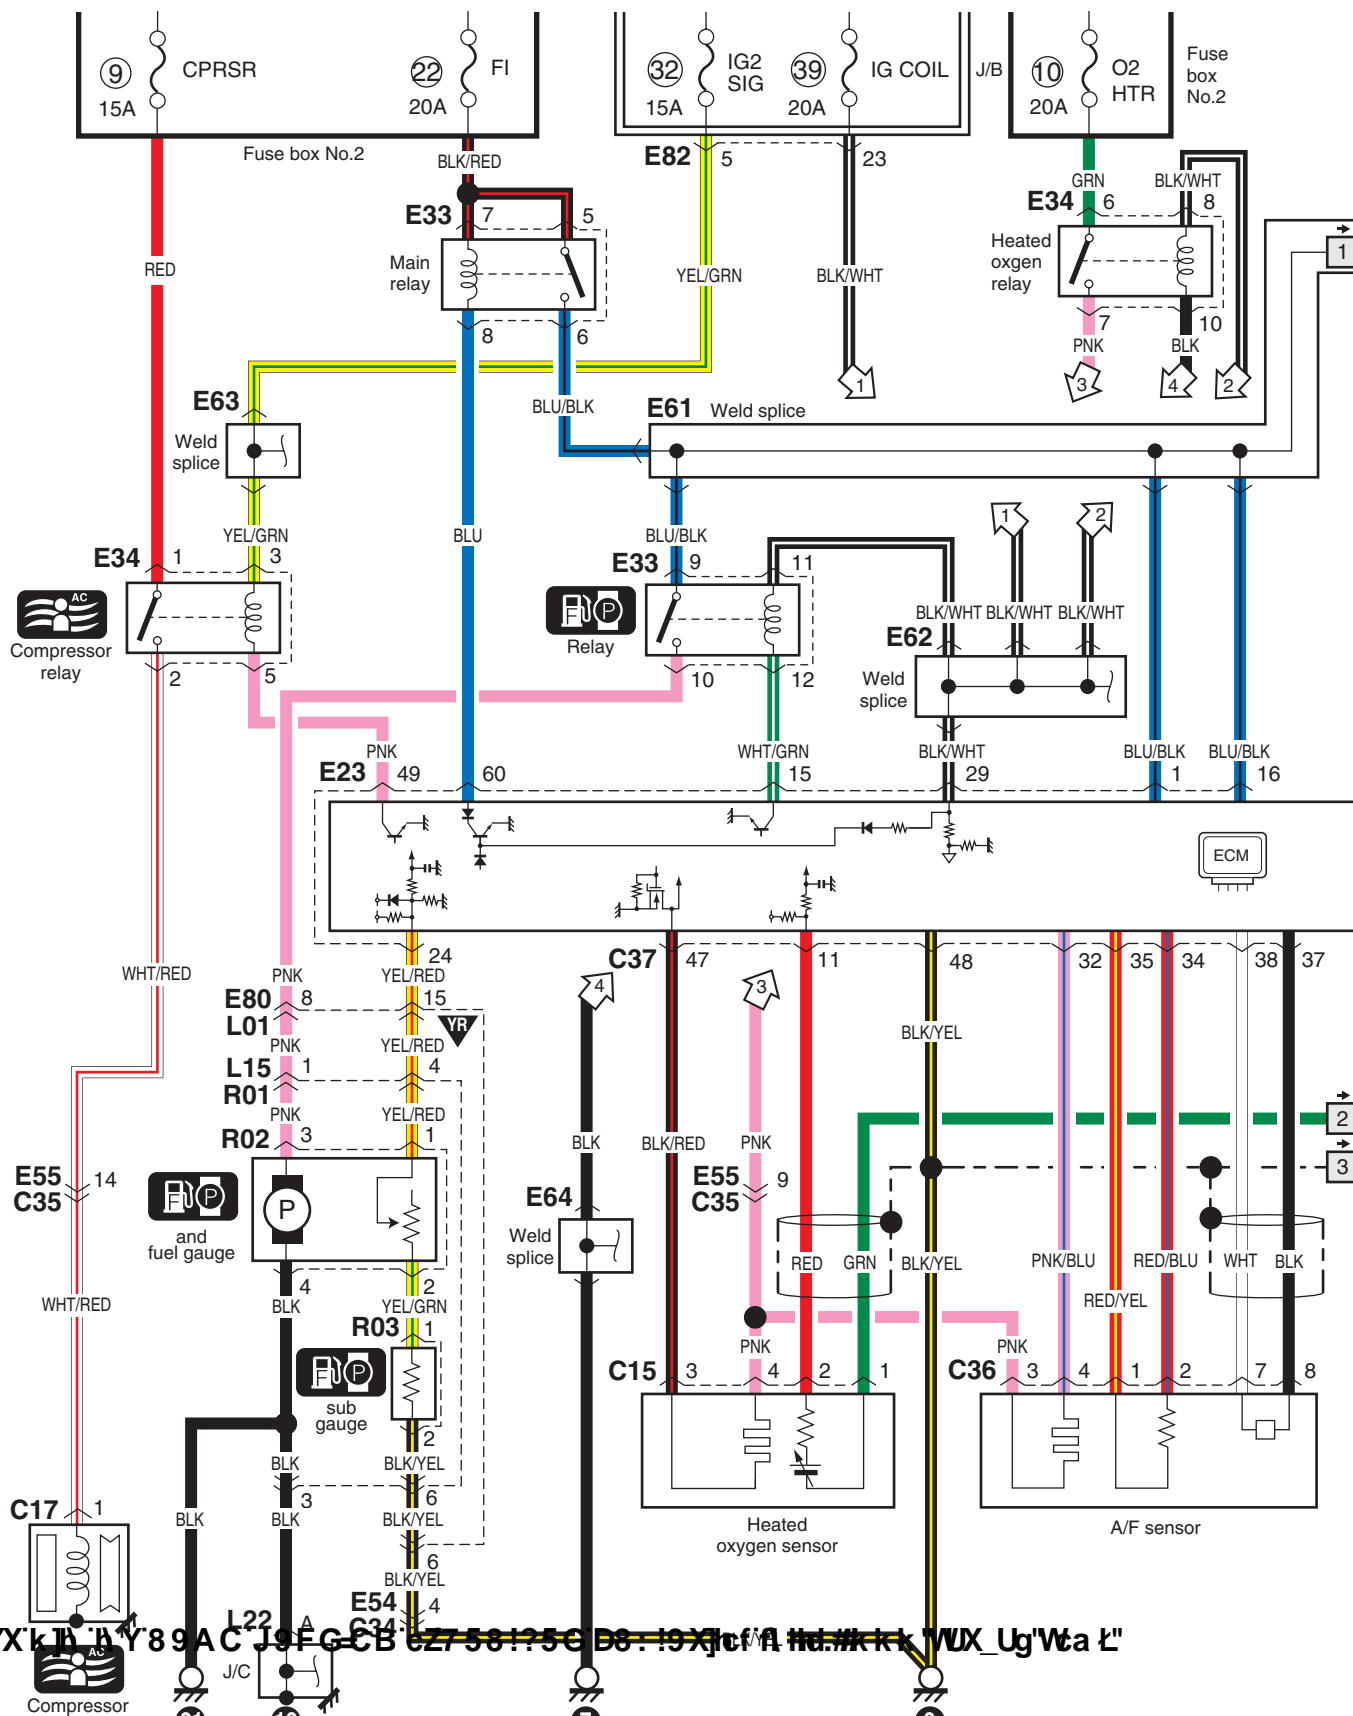 9 CPRSR 15A
22 FI 20A
32 IG2 SIG 15A
39 IG COIL 20A
J/B
10 O2 HTR 20A
Fuse box No.2
Fuse box No.2
BLK/RED
E82 5 23
GRN BLK/WHT
E33 7 5
E34 6 8
Main relay
Heated oxgen relay
1
RED
YEL/GRN
BLK/WHT
8 6
7 10
PNK BLK
1 3 4 2
E63
BLU/BLK
E61 Weld splice
Weld splice
YEL/GRN
BLU
BLU/BLK
1 2
E34 1 3
E33 9 11
AC
Compressor relay
F P
Relay
BLK/WHT BLK/WHT BLK/WHT
E62
Weld splice
2 5
10 12
PNK
WHT/GRN
BLK/WHT
BLU/BLK
BLU/BLK
E23 49 60 15 29 1 16
ECM
24
C37 47 11 48 32 35 34 38 37
WHT/RED
PNK
YEL/RED
4 3
E80 8 15
L01
YR
BLK/YEL
PNK
YEL/RED
L15 1 4
R01
PNK
YEL/RED
2
R02 3 1
BLK
BLK/RED
PNK
3
E55 14
C35
E55 9
C35
F P
and fuel gauge
P
E64
Weld splice
RED GRN BLK/YEL PNK/BLU RED/BLU WHT BLK
4 2
WHT/RED
BLK
YEL/GRN
RED/YEL
R03 1
PNK
PNK
F P
sub gauge
C15 3 4 2 1
C36 3 4 1 2 7 8
2
BLK
BLK/YEL
3 6
C17 1
BLK
BLK
BLK/YEL
Heated oxygen sensor
A/F sensor
6
BLK/YEL
E54 4
C34
L22 A
J/C
AC
Compressor